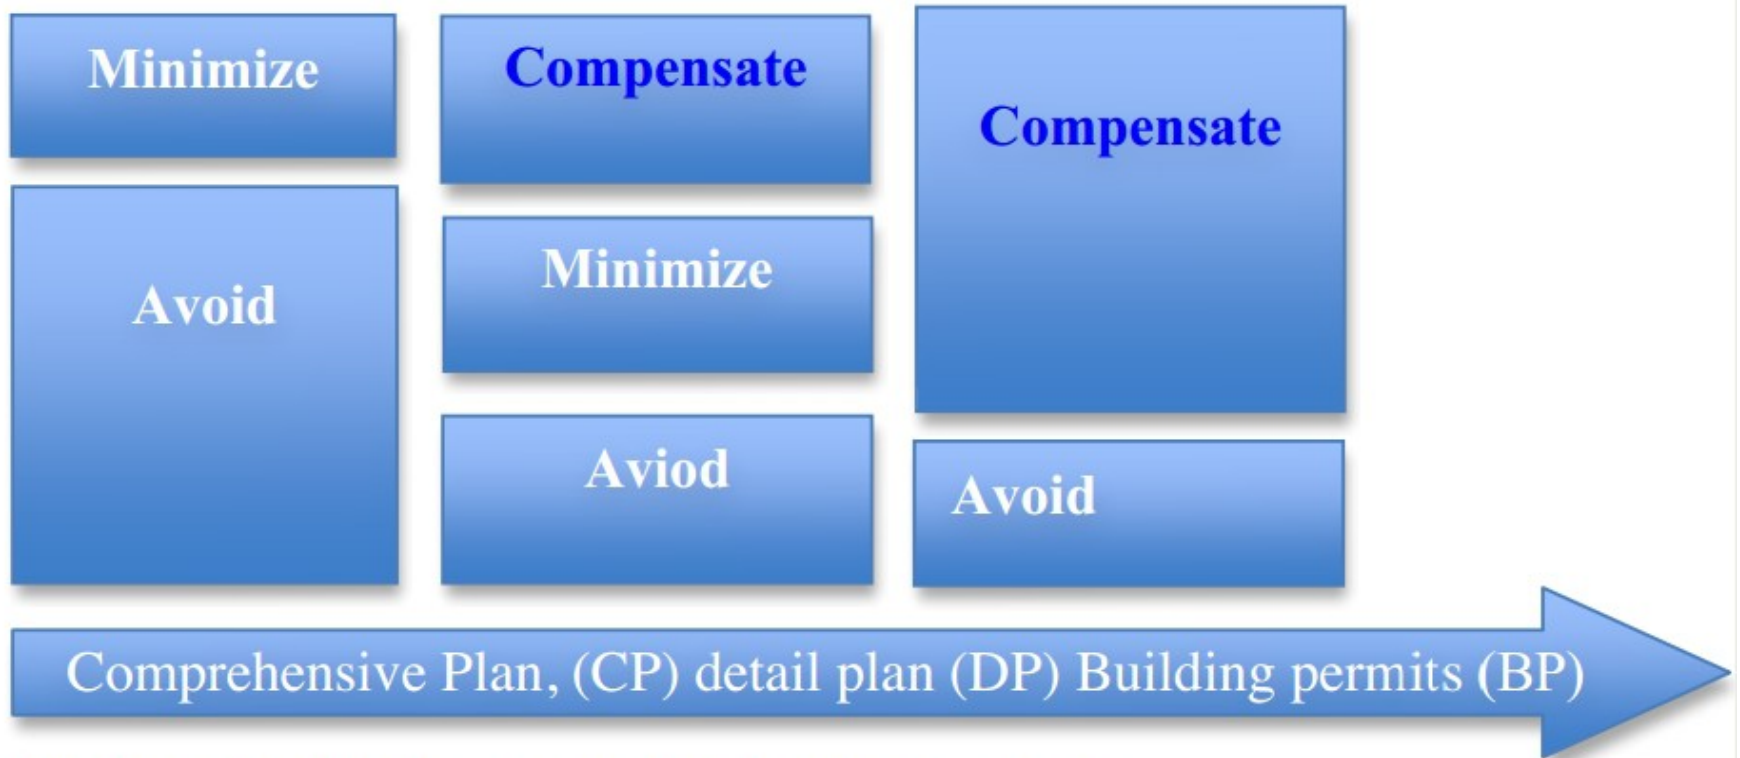 Minimize
Avoid
Compensate
Minimize
Aviod
Compensate
Avoid
Comprehensive Plan, (CP) detail plan (DP) Building permits (BP)